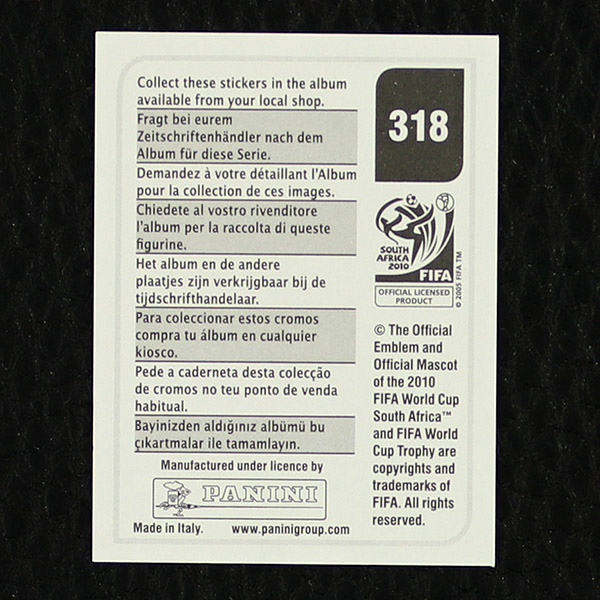 Collect these stickers in the album
available from your local shop.
Fragt bei eurem
Zeitschriftenhändler nach dem
Album für diese Serie.
Demandez à votre détaillant l'Album
pour la collection de ces images.
Chiedete al vostro rivenditore
l'album per la raccolta di queste
figurine.
Het album en de andere
plaatjes zijn verkrijgbaar bij de
tijdschrifthandelaar.
Para coleccionar estos cromos
compra tu álbum en cualquier
kiosco.
Pede a caderneta desta colecção
de cromos no teu ponto de venda
habitual.
Bayinizden aldığınız albümü bu
çıkartmalar ile tamamlayın.
Manufactured under licence by
PANINI
Made in Italy. www.paninigroup.com
318
SOUTH
AFRICA
2010
FIFA
OFFICIAL LICENSED
PRODUCT
© 2005 FIFA TM
© The Official
Emblem and
Official Mascot
of the 2010
FIFA World Cup
South Africa™
and FIFA World
Cup Trophy are
copyrights and
trademarks of
FIFA. All rights
reserved.